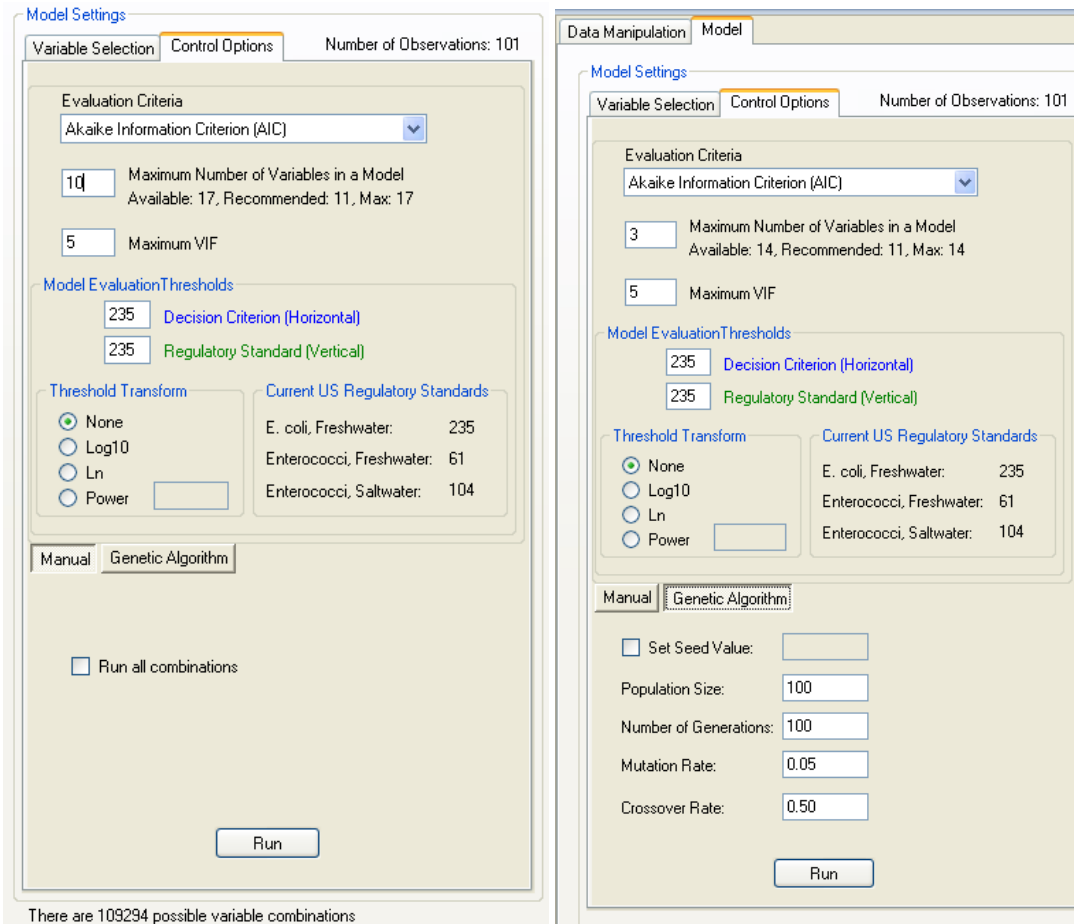 Model Settings
Variable Selection
Control Options
Number of Observations: 101
Evaluation Criteria
Akaike Information Criterion (AIC)
10
Maximum Number of Variables in a Model
Available: 17, Recommended: 11, Max: 17
5
Maximum VIF
Model EvaluationThresholds
235
Decision Criterion (Horizontal)
235
Regulatory Standard (Vertical)
Threshold Transform
None
Log10
Ln
Power
Current US Regulatory Standards
E. coli, Freshwater: 235
Enterococci, Freshwater: 61
Enterococci, Saltwater: 104
Manual
Genetic Algorithm
Run all combinations
Run
There are 109294 possible variable combinations
Data Manipulation
Model
Model Settings
Variable Selection
Control Options
Number of Observations: 101
Evaluation Criteria
Akaike Information Criterion (AIC)
3
Maximum Number of Variables in a Model
Available: 14, Recommended: 11, Max: 14
5
Maximum VIF
Model EvaluationThresholds
235
Decision Criterion (Horizontal)
235
Regulatory Standard (Vertical)
Threshold Transform
None
Log10
Ln
Power
Current US Regulatory Standards
E. coli, Freshwater: 235
Enterococci, Freshwater: 61
Enterococci, Saltwater: 104
Manual
Genetic Algorithm
Set Seed Value:
Population Size: 100
Number of Generations: 100
Mutation Rate: 0.05
Crossover Rate: 0.50
Run